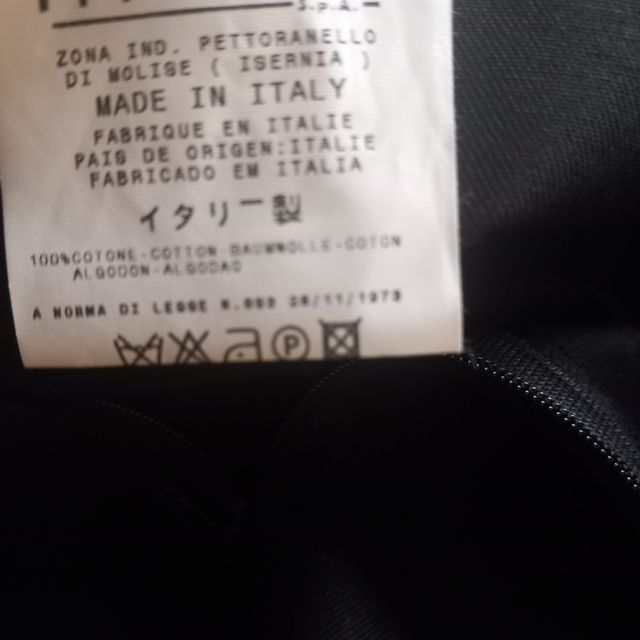 S.p.A.
ZONA IND. PETTORANELLO
DI MOLISE ( ISERNIA )
MADE IN ITALY
FABRIQUE EN ITALIE
PAIS DE ORIGEN:ITALIE
FABRICADO EM ITALIA
イタリー製
100%COTONE-COTTON-BAUMWOLLE-COTON
ALGODON-ALGODAO
A NORMA DI LEGGE N.883 26/11/1973
P